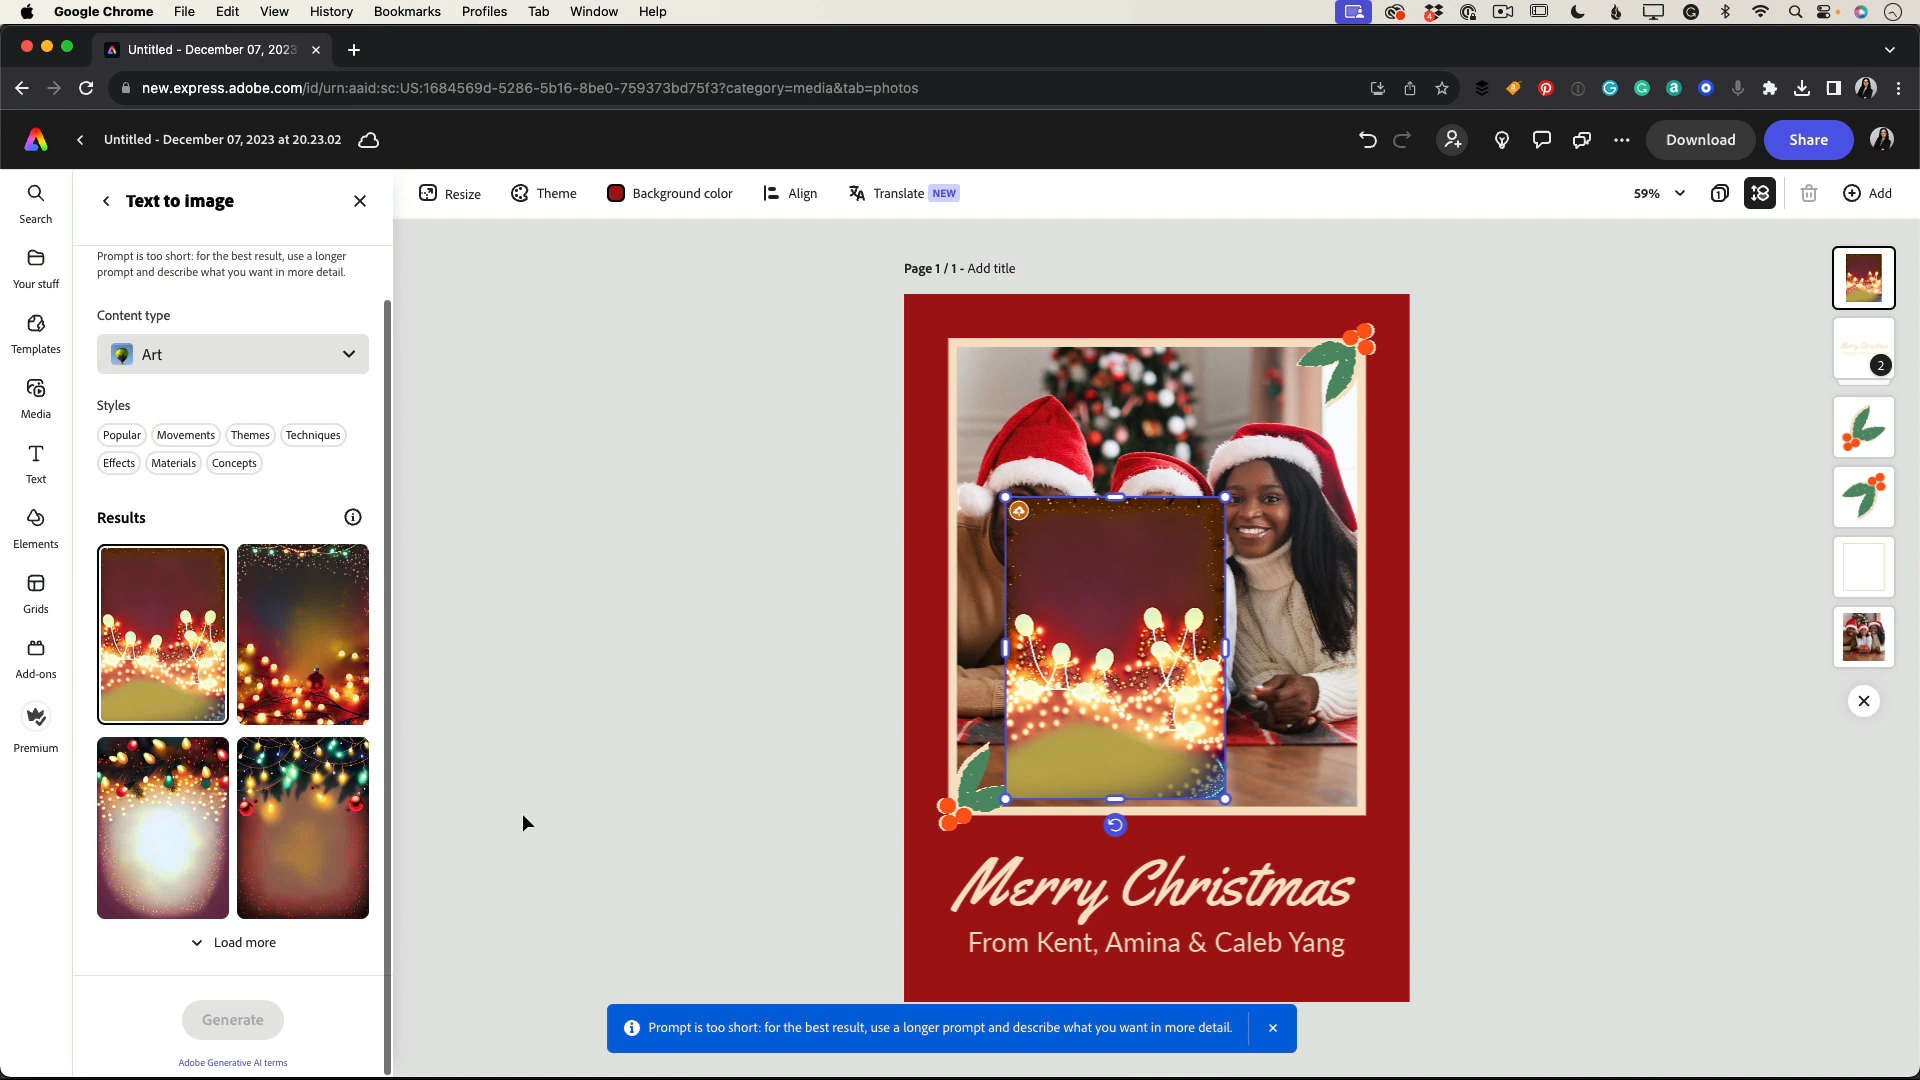 Google Chrome File Edit View History Bookmarks Profiles Tab Window Help
Untitled - December 07, 2023
new.express.adobe.com/id/urn:aaid:sc:US:1684569d-5286-5b16-8be0-759373bd75f3?category=media&tab=photos
Untitled - December 07, 2023 at 20.23.02
Download
Share
Search
Your stuff
Templates
Media
Text
Elements
Grids
Add-ons
Premium
Text to image
Prompt is too short: for the best result, use a longer
prompt and describe what you want in more detail.
Content type
Art
Styles
Popular Movements Themes Techniques
Effects Materials Concepts
Results
Load more
Generate
Adobe Generative AI terms
Resize Theme Background color Align Translate NEW
59%
1
Add
Page 1 / 1 - Add title
Merry Christmas
From Kent, Amina & Caleb Yang
Prompt is too short: for the best result, use a longer prompt and describe what you want in more detail.
Merry Christmas
2